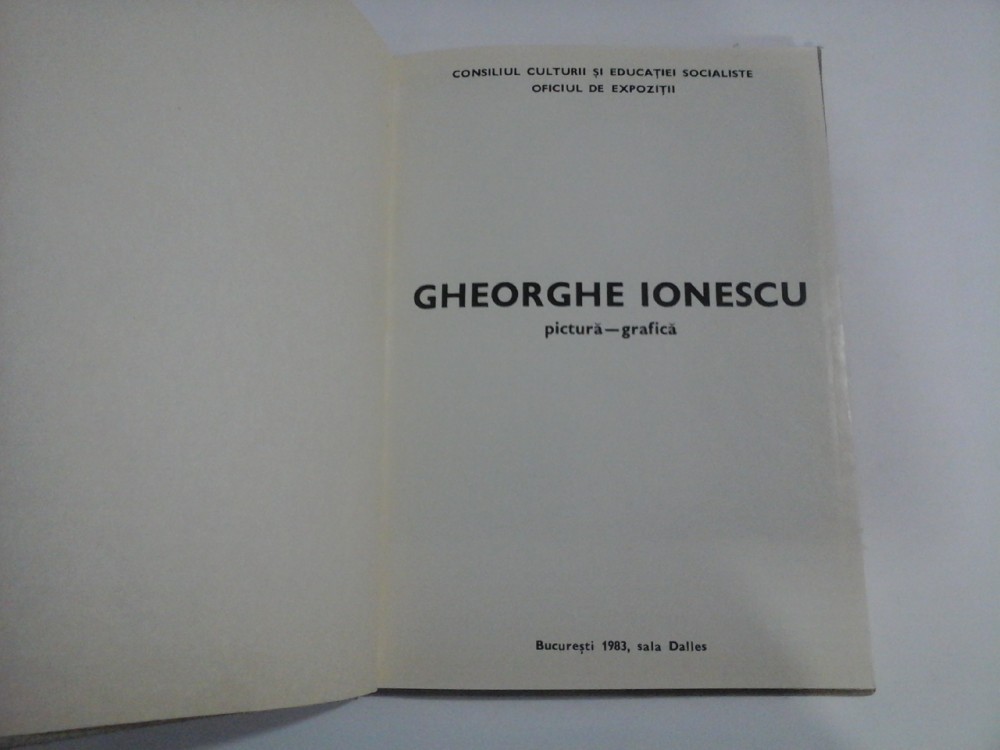 CONSILIUL CULTURII ȘI EDUCAȚIEI SOCIALISTE
OFICIUL DE EXPOZIȚII
GHEORGHE IONESCU
pictură—grafică
București 1983, sala Dalles